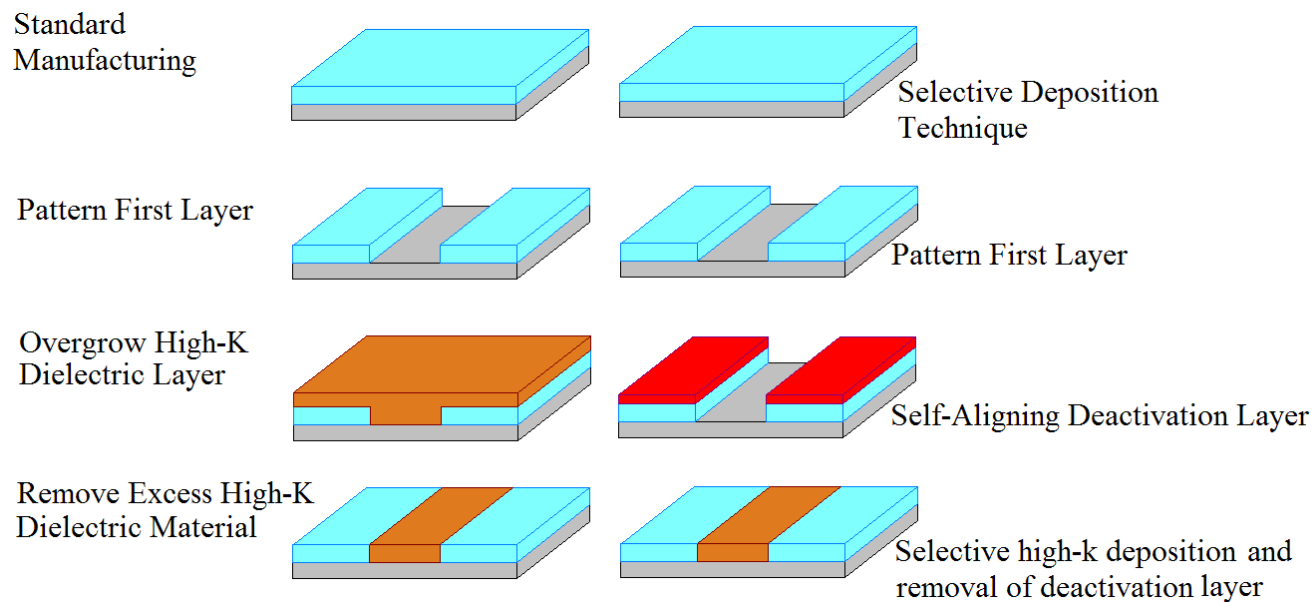 Standard
Manufacturing
Selective Deposition
Technique
Pattern First Layer
Pattern First Layer
Overgrow High-K
Dielectric Layer
Self-Aligning Deactivation Layer
Remove Excess High-K
Dielectric Material
Selective high-k deposition and
removal of deactivation layer